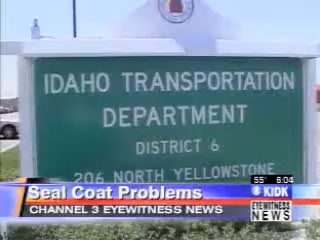 IDAHO TRANSPORTATION
DEPARTMENT
DISTRICT 6
206 NORTH YELLOWSTONE
55° 6:04
Seal Coat Problems
KIDK
CHANNEL 3 EYEWITNESS NEWS
EYEWITNESS
NEWS